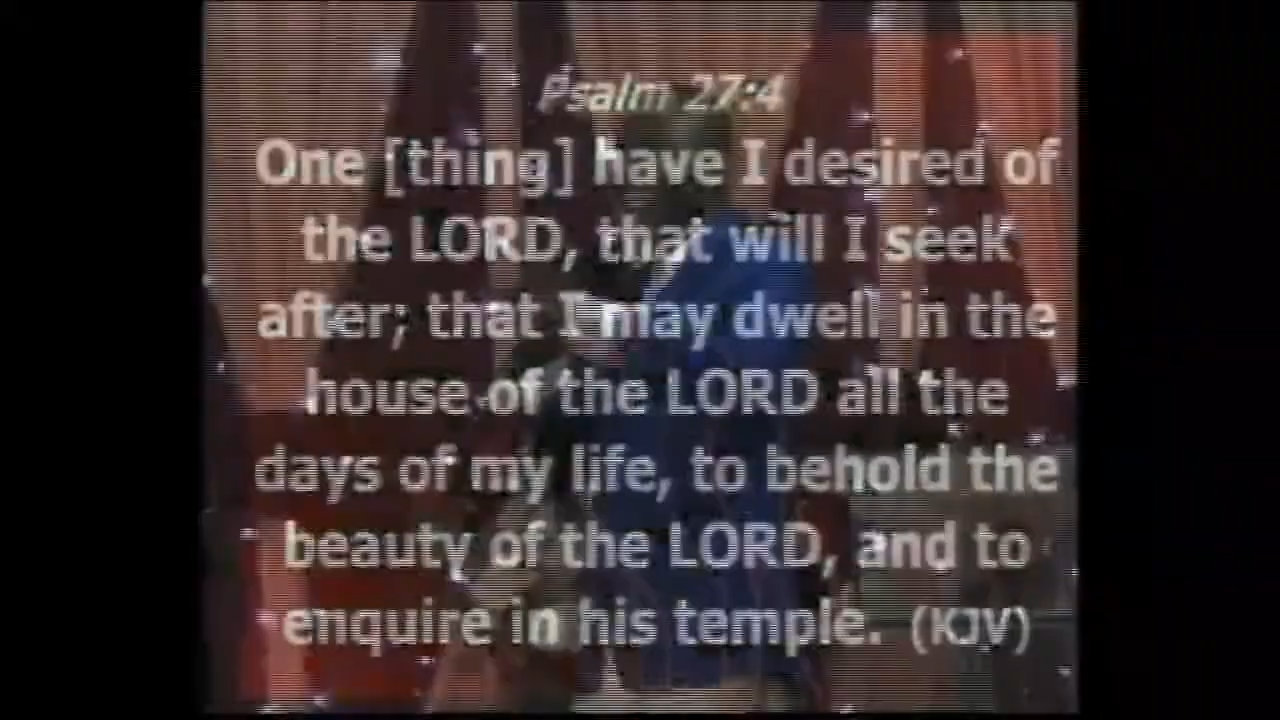 Psalm 27:4
One [thing] have I desired of
the LORD, that will I seek
after; that I may dwell in the
house of the LORD all the
days of my life, to behold the
beauty of the LORD, and to
enquire in his temple. (KJV)